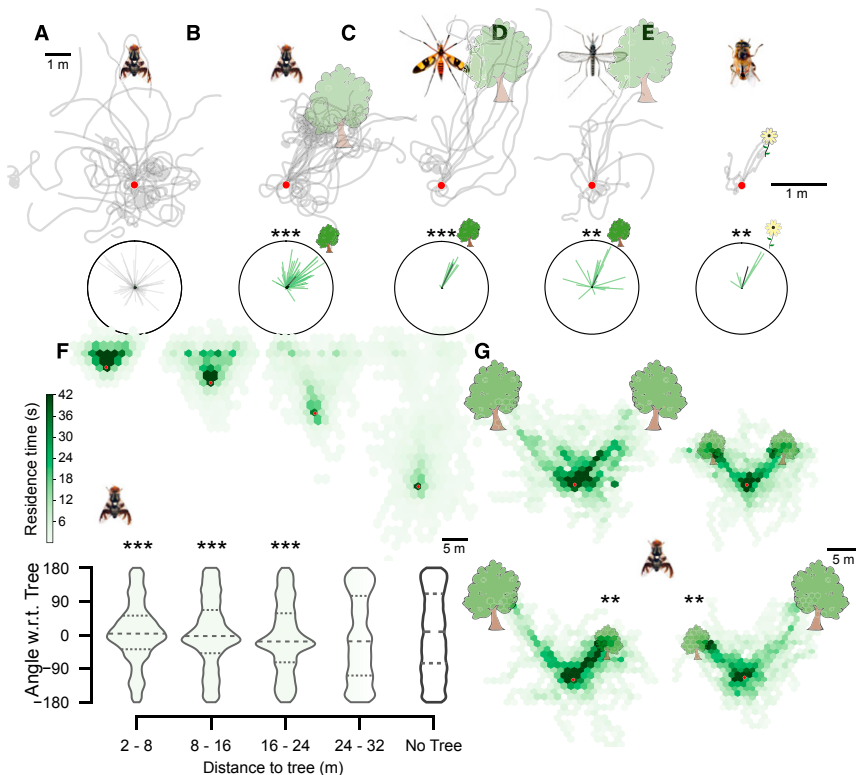 A
B
C
D
E
1 m
1 m
***
***
**
**
F
G
Residence time (s)
42
36
30
24
18
12
6
5 m
5 m
***
***
***
**
**
Angle w.r.t. Tree
180
90
0
−90
−180
2 - 8
8 - 16
16 - 24
24 - 32
No Tree
Distance to tree (m)